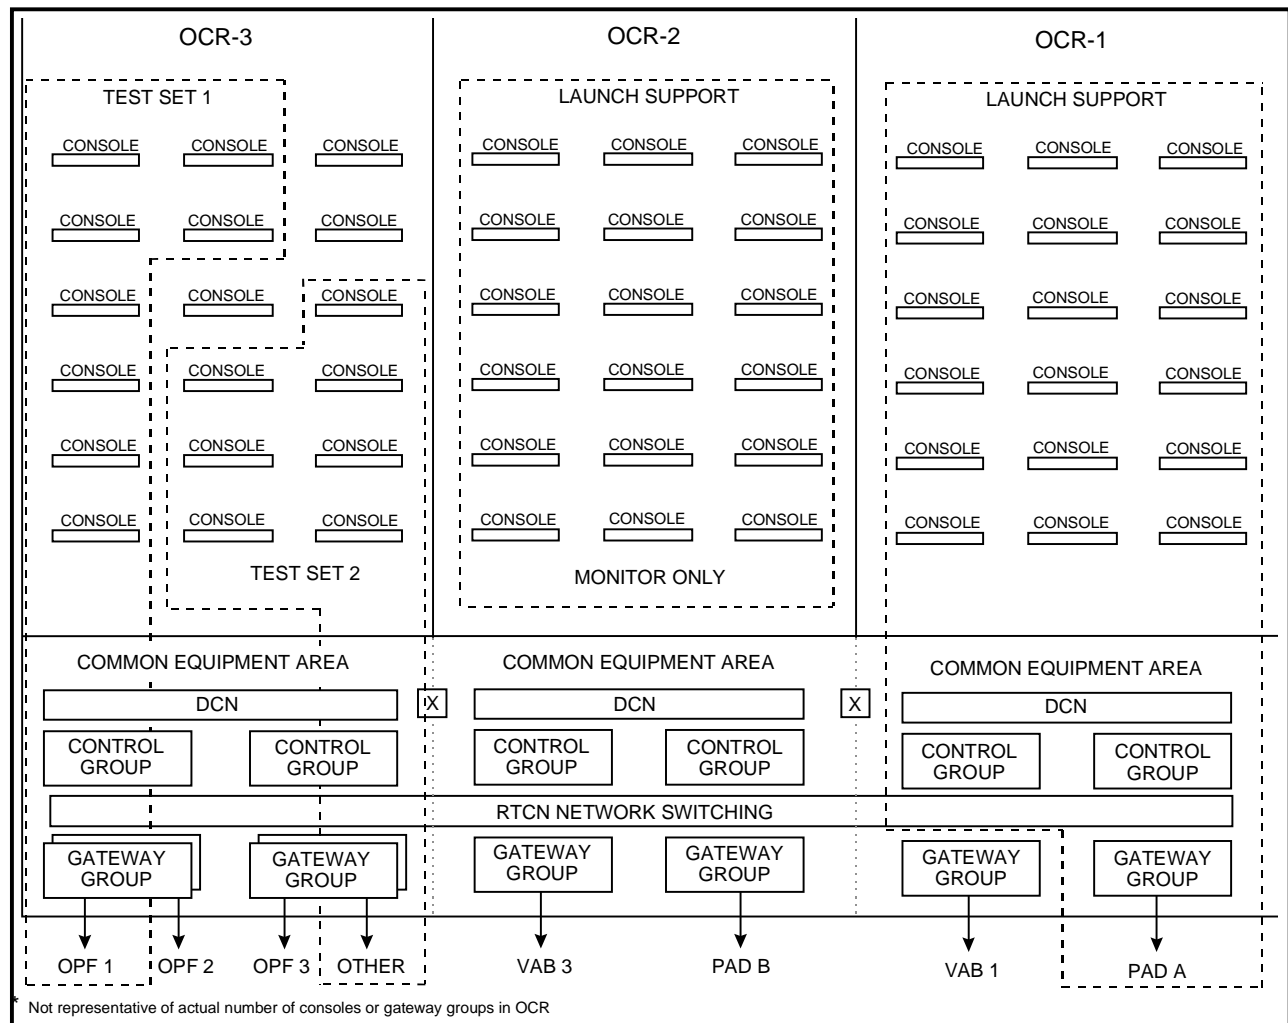 OCR-3
OCR-2
OCR-1
TEST SET 1
LAUNCH SUPPORT
LAUNCH SUPPORT
CONSOLE CONSOLE CONSOLE CONSOLE CONSOLE CONSOLE CONSOLE CONSOLE CONSOLE
CONSOLE CONSOLE CONSOLE CONSOLE CONSOLE CONSOLE CONSOLE CONSOLE CONSOLE
CONSOLE CONSOLE CONSOLE CONSOLE CONSOLE CONSOLE CONSOLE CONSOLE CONSOLE
CONSOLE CONSOLE CONSOLE CONSOLE CONSOLE CONSOLE CONSOLE CONSOLE CONSOLE
CONSOLE CONSOLE CONSOLE CONSOLE CONSOLE CONSOLE CONSOLE CONSOLE CONSOLE
CONSOLE CONSOLE CONSOLE CONSOLE CONSOLE CONSOLE CONSOLE CONSOLE CONSOLE
TEST SET 2
MONITOR ONLY
COMMON EQUIPMENT AREA
COMMON EQUIPMENT AREA
COMMON EQUIPMENT AREA
DCN
X
DCN
X
DCN
CONTROL
GROUP
CONTROL
GROUP
CONTROL
GROUP
CONTROL
GROUP
CONTROL
GROUP
CONTROL
GROUP
RTCN NETWORK SWITCHING
GATEWAY
GROUP
GATEWAY
GROUP
GATEWAY
GROUP
GATEWAY
GROUP
GATEWAY
GROUP
GATEWAY
GROUP
OPF 1
OPF 2
OPF 3
OTHER
VAB 3
PAD B
VAB 1
PAD A
* Not representative of actual number of consoles or gateway groups in OCR